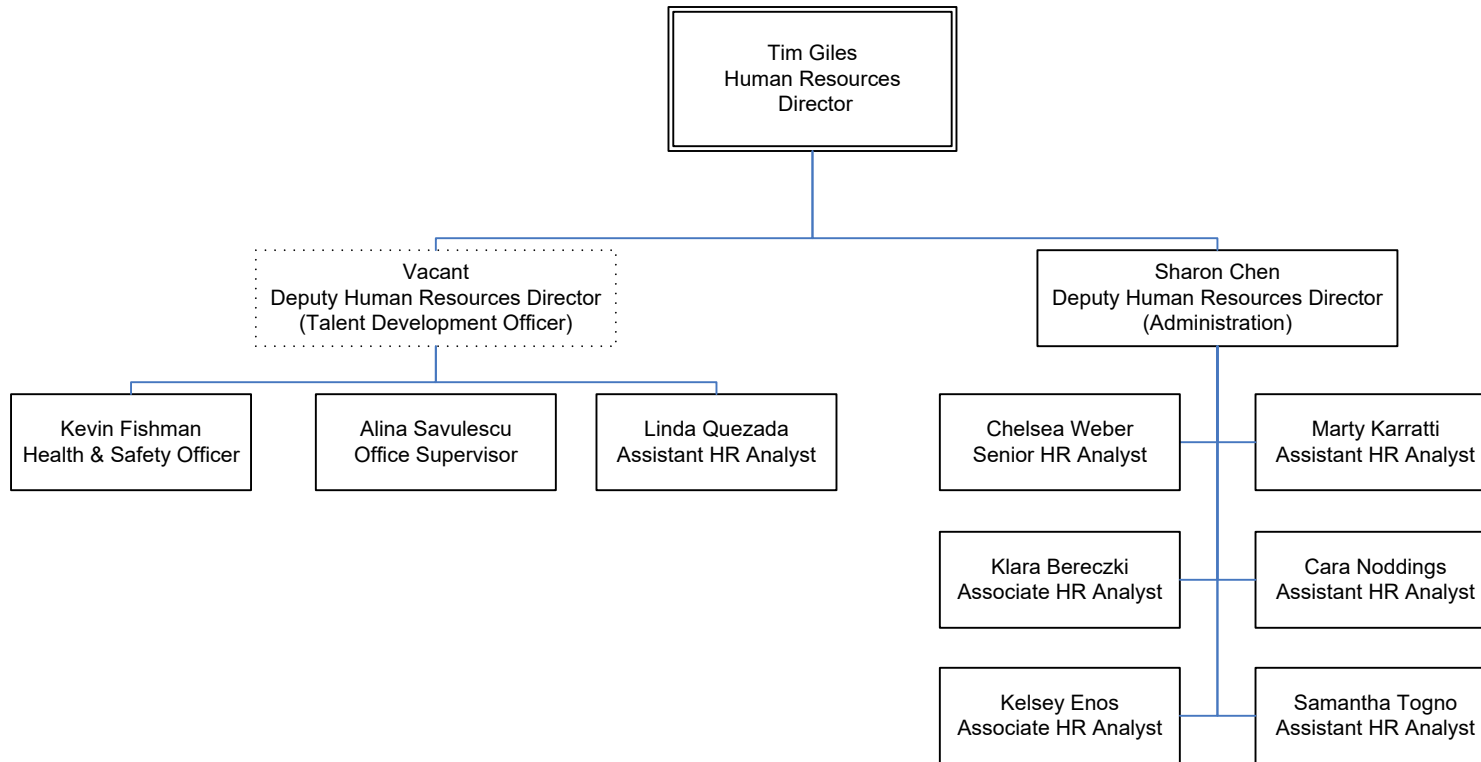 Tim Giles
Human Resources
Director
Vacant
Deputy Human Resources Director
(Talent Development Officer)
Sharon Chen
Deputy Human Resources Director
(Administration)
Kevin Fishman
Health & Safety Officer
Alina Savulescu
Office Supervisor
Linda Quezada
Assistant HR Analyst
Chelsea Weber
Senior HR Analyst
Marty Karratti
Assistant HR Analyst
Klara Bereczki
Associate HR Analyst
Cara Noddings
Assistant HR Analyst
Kelsey Enos
Associate HR Analyst
Samantha Togno
Assistant HR Analyst